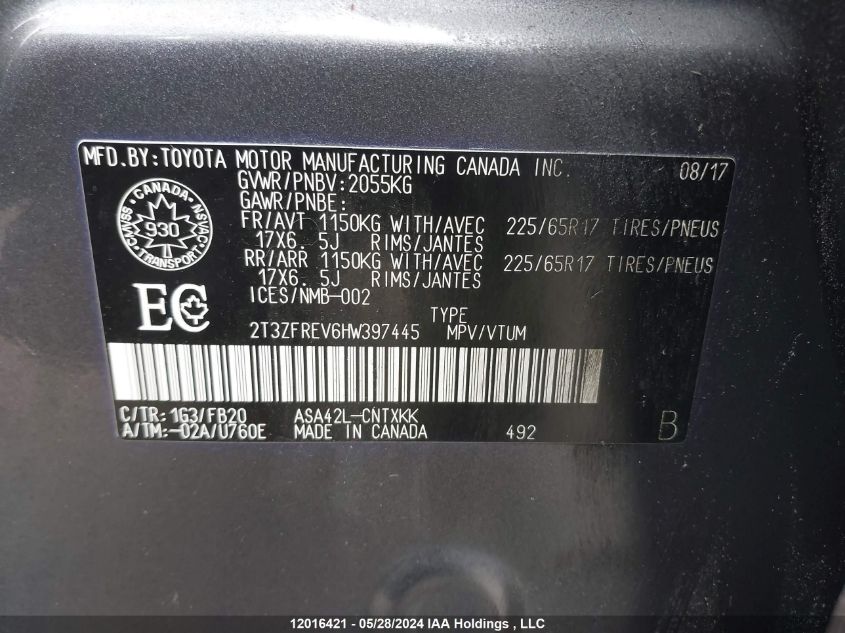 MFD.BY:TOYOTA MOTOR MANUFACTURING CANADA INC. 08/17
GVWR/PNBV:2055KG
GAWR/PNBE:
FR/AVT 1150KG WITH/AVEC 225/65R17 TIRES/PNEUS
17X6.5J RIMS/JANTES
RR/ARR 1150KG WITH/AVEC 225/65R17 TIRES/PNEUS
17X6.5J RIMS/JANTES
ICES/NMB-002
CANADA
CMVSS 930 NSVAC
TRANSPORT
EC
TYPE
2T3ZFREV6HW397445 MPV/VTUM
C/TR:1G3/FB20 ASA42L-CNTXKK
A/TM:-02A/U760E MADE IN CANADA 492 B
12016421 - 05/28/2024 IAA Holdings , LLC